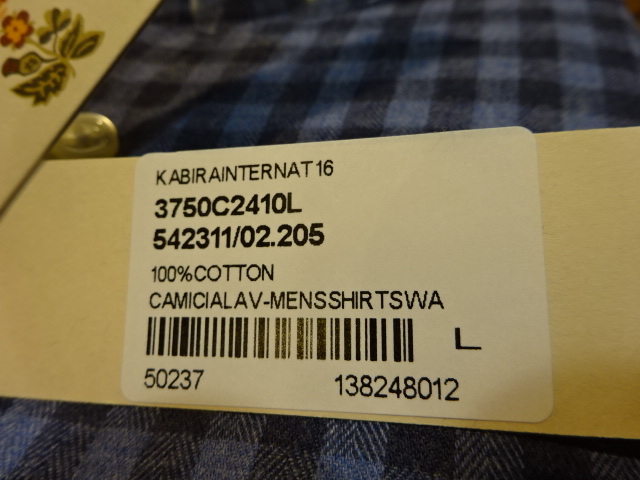 KABIRAINTERNAT16
3750C2410L
542311/02.205
100%COTTON
CAMICIALAV-MENSSHIRTSWA
L
50237 138248012